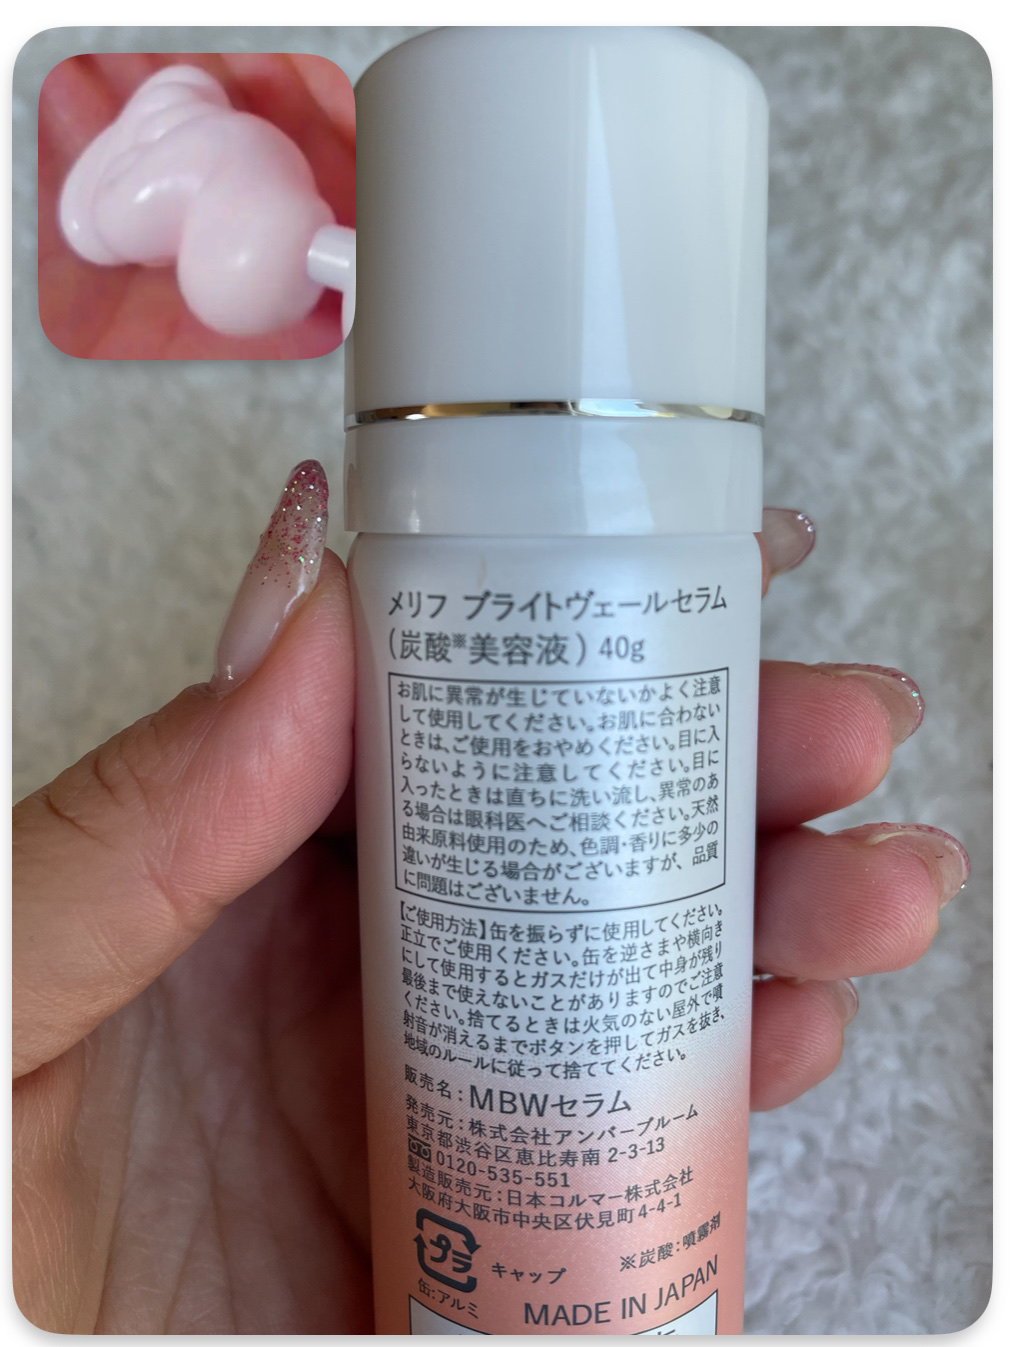 メリフ ブライトヴェールセラム
(炭酸※美容液) 40g
お肌に異常が生じていないかよく注意
して使用してください。お肌に合わない
ときは、ご使用をおやめください。目に入
らないように注意してください。目に
入ったときは直ちに洗い流し、異常のあ
る場合は眼科医へご相談ください。天然
由来原料使用のため、色調・香りに多少の
違いが生じる場合がございますが、品質
に問題はございません。
【ご使用方法】缶を振らずに使用してください。
正立でご使用ください。缶を逆さまや横向き
にして使用するとガスだけが出て中身が残り
最後まで使えないことがありますのでご注意
ください。捨てるときは火気のない屋外で噴
射音が消えるまでボタンを押してガスを抜き、
地域のルールに従って捨ててください。
販売名:MBWセラム
発売元:株式会社アンバーブルーム
東京都渋谷区恵比寿南 2-3-13
0120-535-551
製造販売元:日本コルマー株式会社
大阪府大阪市中央区伏見町4-4-1
※炭酸:噴霧剤
プラ キャップ
缶:アルミ
MADE IN JAPAN